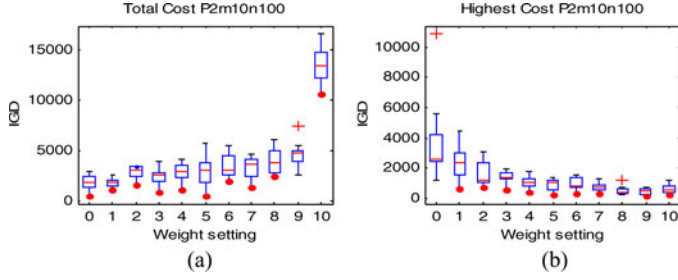 Total Cost P2m10n100
15000
10000
5000
0
IGD
0 1 2 3 4 5 6 7 8 9 10
Weight setting
(a)
Highest Cost P2m10n100
10000
8000
6000
4000
2000
0
IGD
0 1 2 3 4 5 6 7 8 9 10
Weight setting
(b)